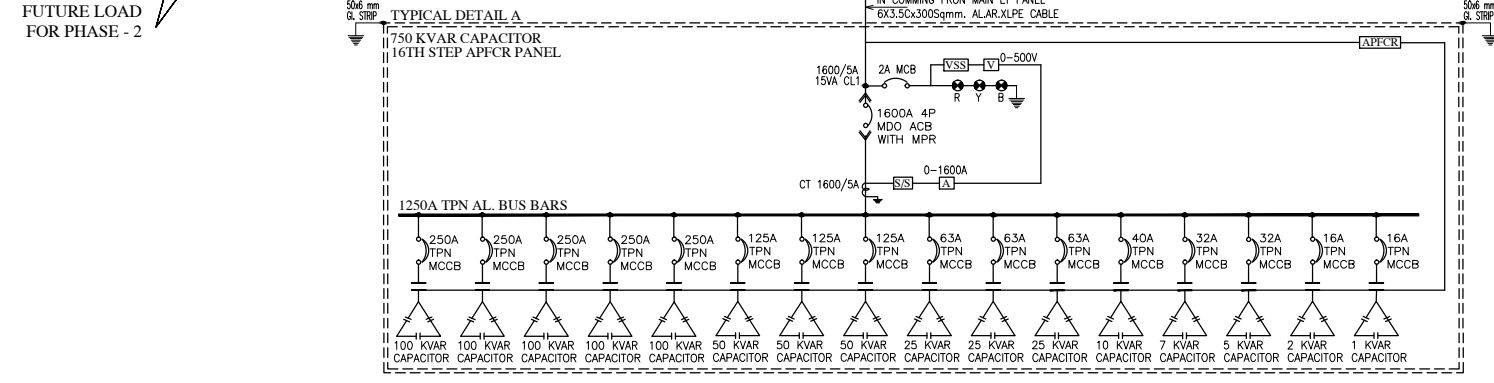 FUTURE LOAD
FOR PHASE - 2
50x6 mm
GI. STRIP
TYPICAL DETAIL A
IN COMMING FRON MAIN LT PANEL
6X3.5Cx300Sqmm. AL.AR.XLPE CABLE
50x6 mm
GI. STRIP
750 KVAR CAPACITOR
16TH STEP APFCR PANEL
APFCR
1600/5A
15VA CL1
2A MCB
VSS
V
0-500V
R Y B
1600A 4P
MDO ACB
WITH MPR
CT 1600/5A
S/S
A
0-1600A
1250A TPN AL. BUS BARS
250A 250A 250A 250A 250A 125A 125A 125A 63A 63A 63A 40A 32A 32A 16A 16A
TPN TPN TPN TPN TPN TPN TPN TPN TPN TPN TPN TPN TPN TPN TPN TPN
MCCB MCCB MCCB MCCB MCCB MCCB MCCB MCCB MCCB MCCB MCCB MCCB MCCB MCCB MCCB MCCB
100 KVAR 100 KVAR 100 KVAR 100 KVAR 100 KVAR 50 KVAR 50 KVAR 50 KVAR 25 KVAR 25 KVAR 25 KVAR 10 KVAR 7 KVAR 5 KVAR 2 KVAR 1 KVAR
CAPACITOR CAPACITOR CAPACITOR CAPACITOR CAPACITOR CAPACITOR CAPACITOR CAPACITOR CAPACITOR CAPACITOR CAPACITOR CAPACITOR CAPACITOR CAPACITOR CAPACITOR CAPACITOR